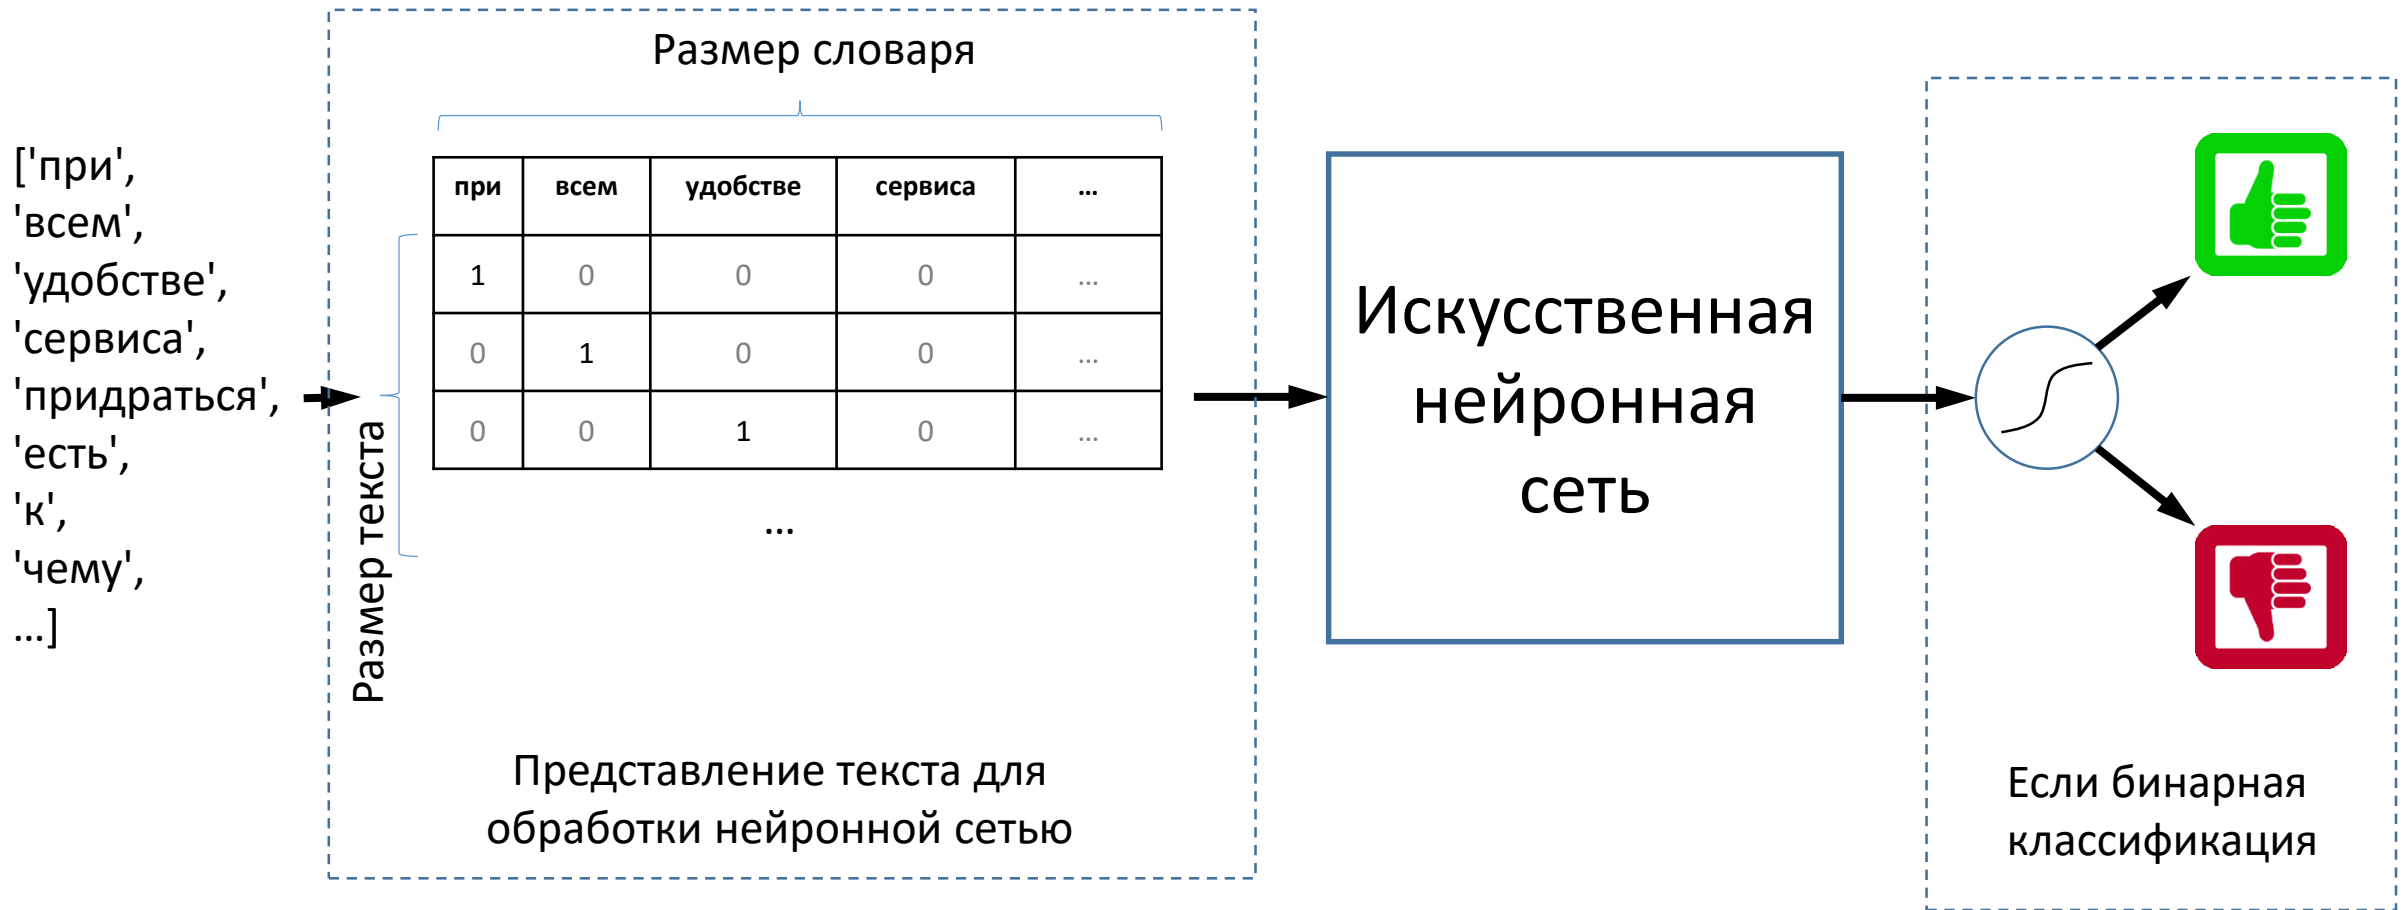 Размер словаря
['при',
'всем',
'удобстве',
'сервиса',
'придраться',
'есть',
'к',
'чему',
...]
Размер текста
при всем удобстве сервиса ...
1 0 0 0 ...
0 1 0 0 ...
0 0 1 0 ...
...
Представление текста для
обработки нейронной сетью
Искусственная
нейронная
сеть
Если бинарная
классификация